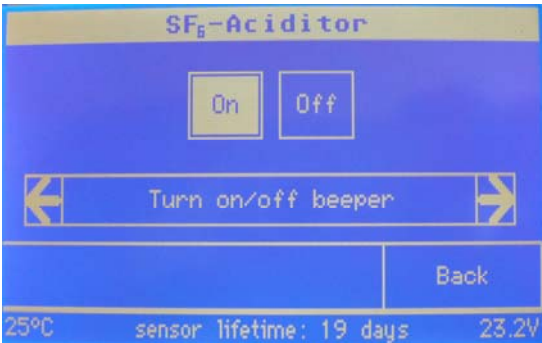 SF₆-Aciditor
On Off
Turn on/off beeper
Back
25°C sensor lifetime: 19 days 23.2V